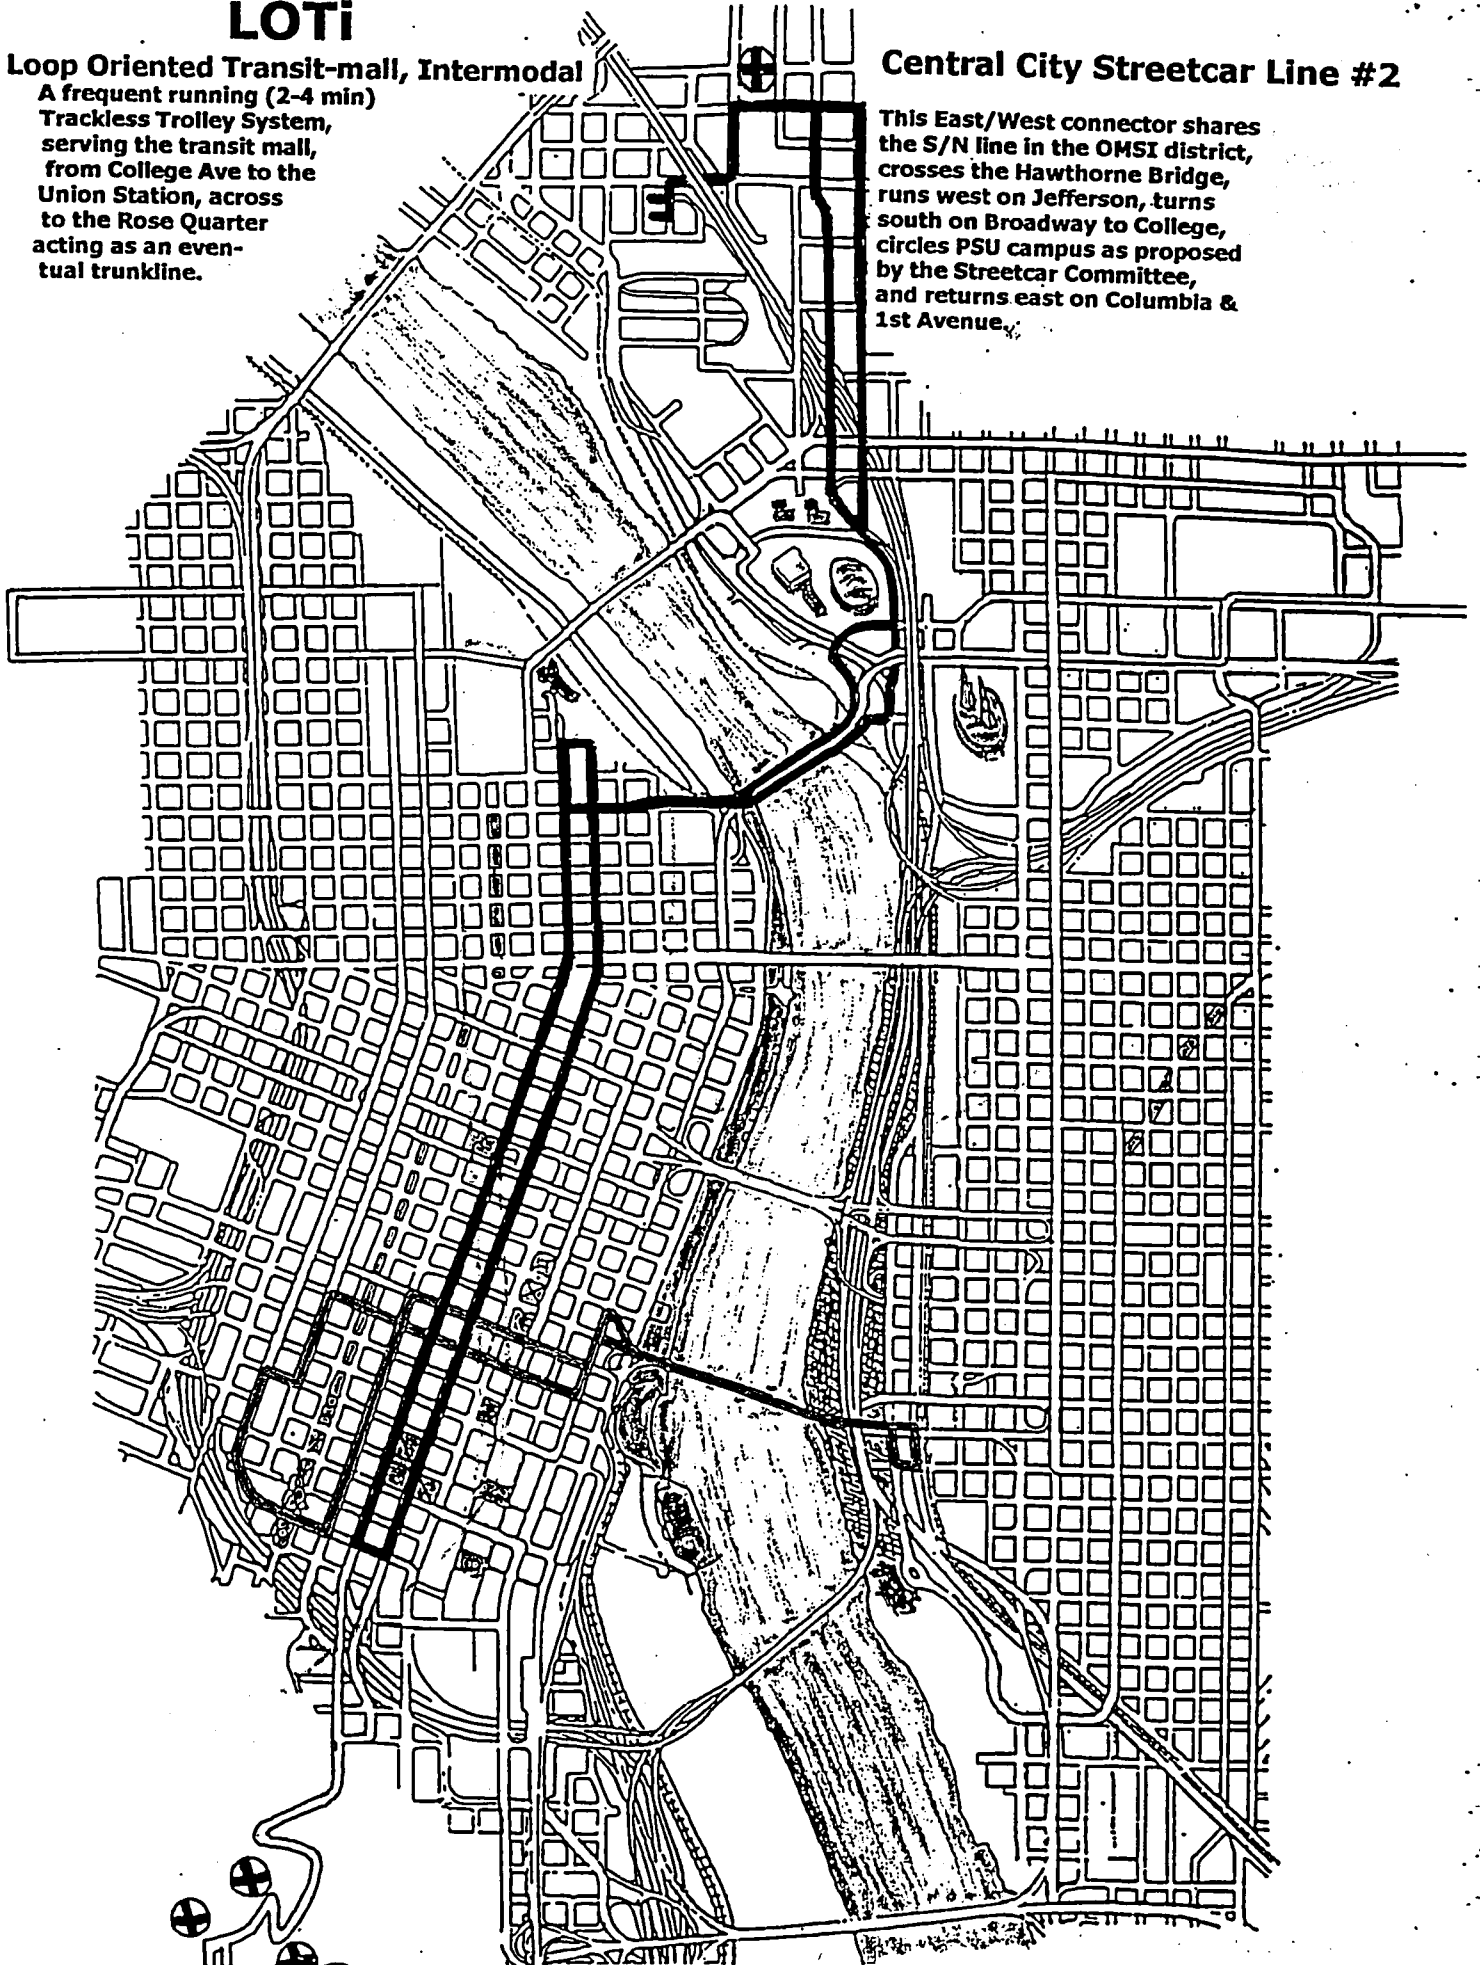 LOTi
Loop Oriented Transit-mall, Intermodal
A frequent running (2-4 min)
Trackless Trolley System,
serving the transit mall,
from College Ave to the
Union Station, across
to the Rose Quarter
acting as an even-
tual trunkline.
Central City Streetcar Line #2
This East/West connector shares
the S/N line in the OMSI district,
crosses the Hawthorne Bridge,
runs west on Jefferson, turns
south on Broadway to College,
circles PSU campus as proposed
by the Streetcar Committee,
and returns east on Columbia &
1st Avenue.